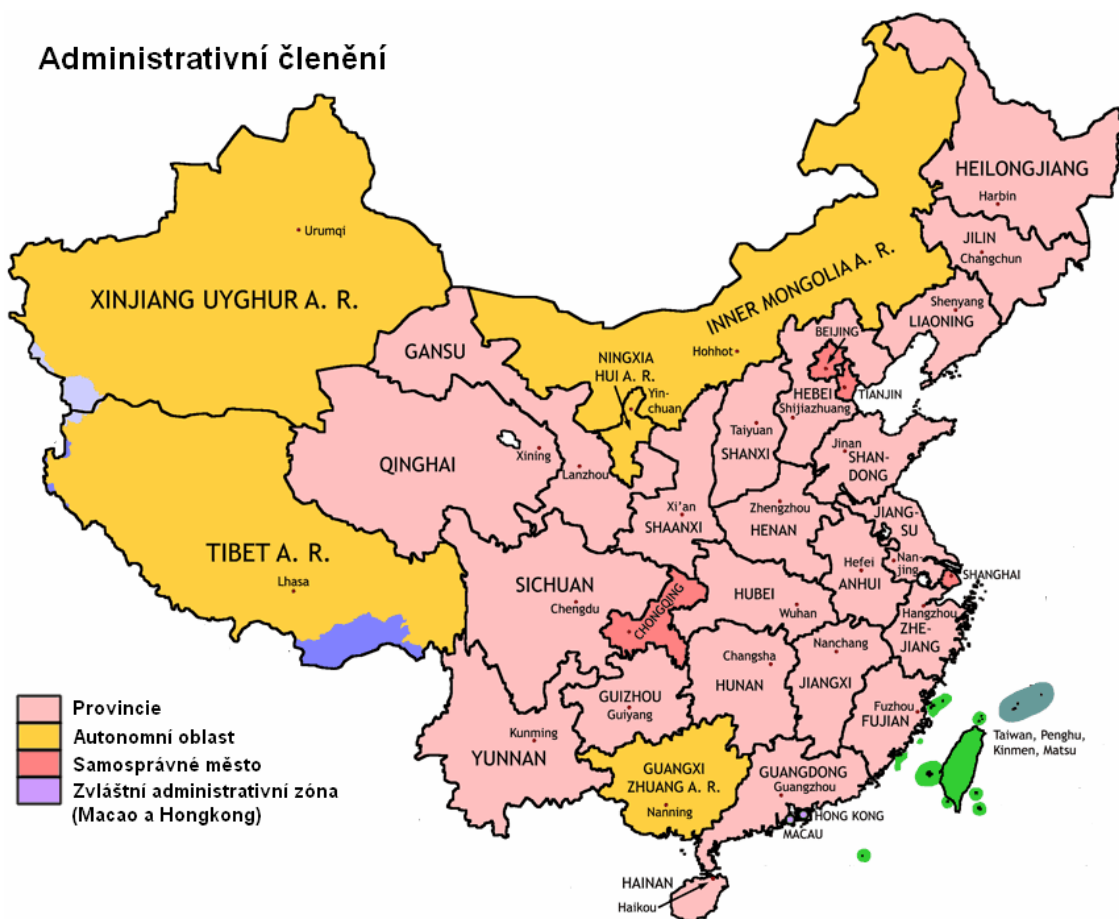 Administrativní členění
HEILONGJIANG
Harbin
JILIN
Changchun
Urumqi
XINJIANG UYGHUR A. R.
INNER MONGOLIA A. R.
Hohhot
Shenyang
LIAONING
BEIJING
GANSU
NINGXIA
HUI A. R.
Yin-
chuan
HEBEI
Shijiazhuang
TIANJIN
Taiyuan
SHANXI
Jinan
SHAN-
DONG
QINGHAI
Xining
Lanzhou
Xi'an
SHAANXI
Zhengzhou
HENAN
JIANG-
SU
TIBET A. R.
Lhasa
SICHUAN
Chengdu
CHONGQING
HUBEI
Wuhan
Hefei
ANHUI
Nan-
jing
SHANGHAI
Hangzhou
ZHE-
JIANG
Changsha
HUNAN
Nanchang
JIANGXI
GUIZHOU
Guiyang
Fuzhou
FUJIAN
Taiwan, Penghu,
Kinmen, Matsu
Kunming
YUNNAN
GUANGXI
ZHUANG A. R.
Nanning
GUANGDONG
Guangzhou
HONG KONG
MACAU
HAINAN
Haikou
Provincie
Autonomní oblast
Samosprávné město
Zvláštní administrativní zóna
(Macao a Hongkong)